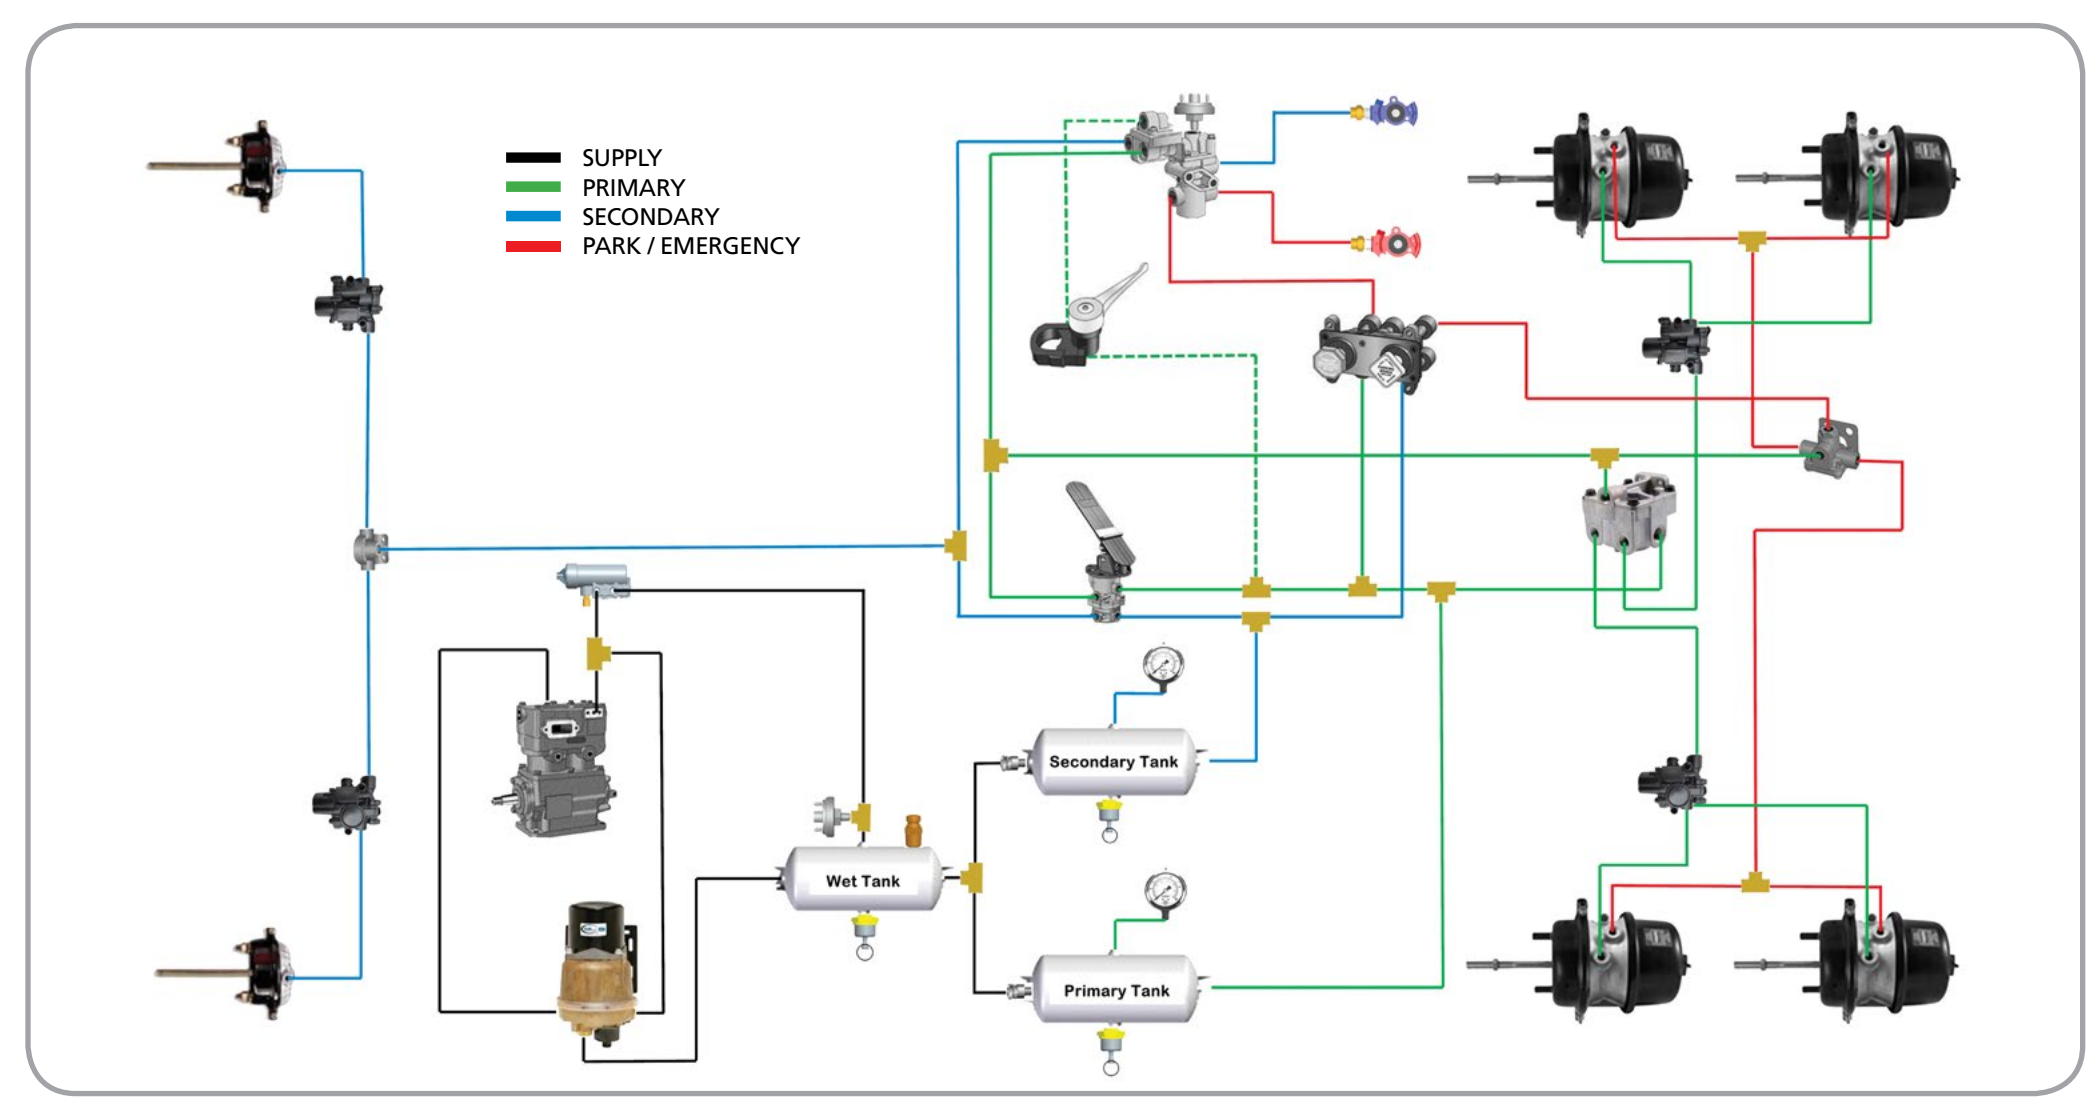 SUPPLY
PRIMARY
SECONDARY
PARK / EMERGENCY
Secondary Tank
Wet Tank
Primary Tank